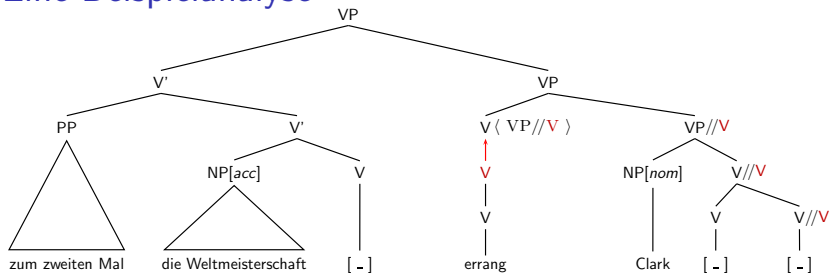 Eine Beispielanalyse
VP
V' VP
PP V' V ⟨ VP//V ⟩ VP//V
NP[acc] V V NP[nom] V//V
V V V//V
zum zweiten Mal die Weltmeisterschaft [ - ] errang Clark [ - ] [ - ]